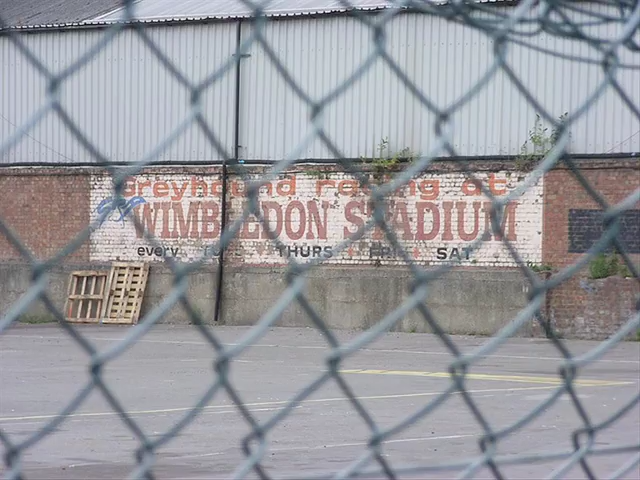 Greyhound racing at
WIMBLEDON STADIUM
every THURS SAT